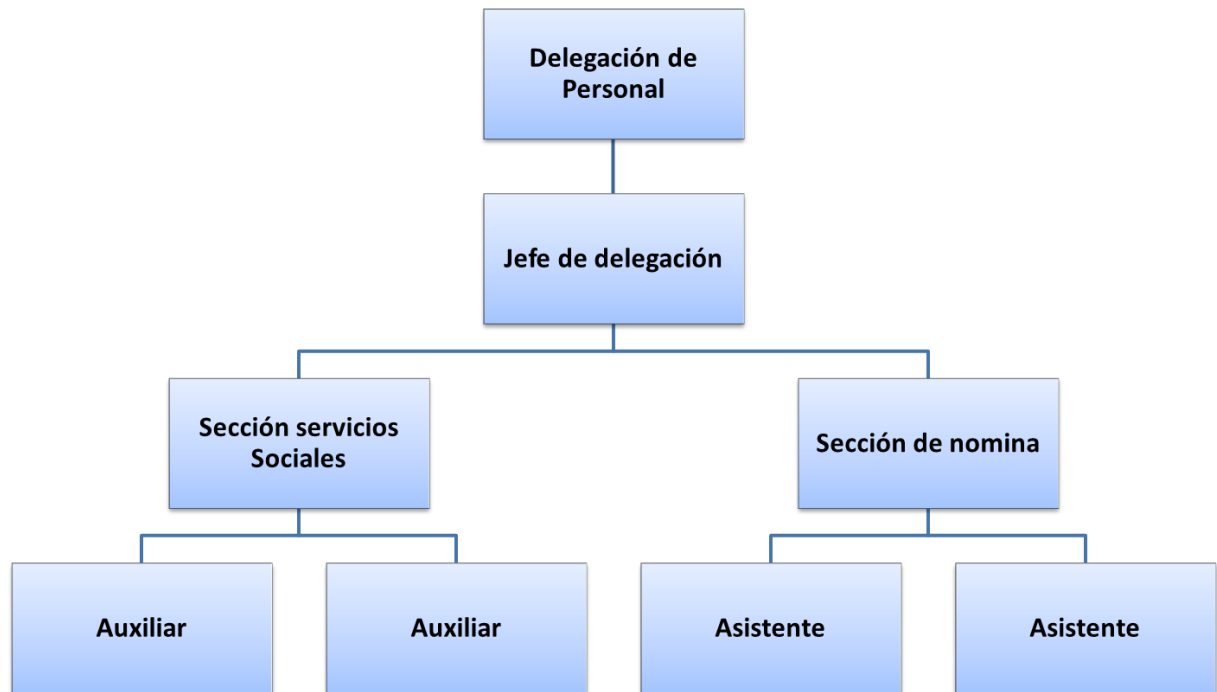 Delegación de
Personal
Jefe de delegación
Sección servicios
Sociales
Sección de nomina
Auxiliar
Auxiliar
Asistente
Asistente